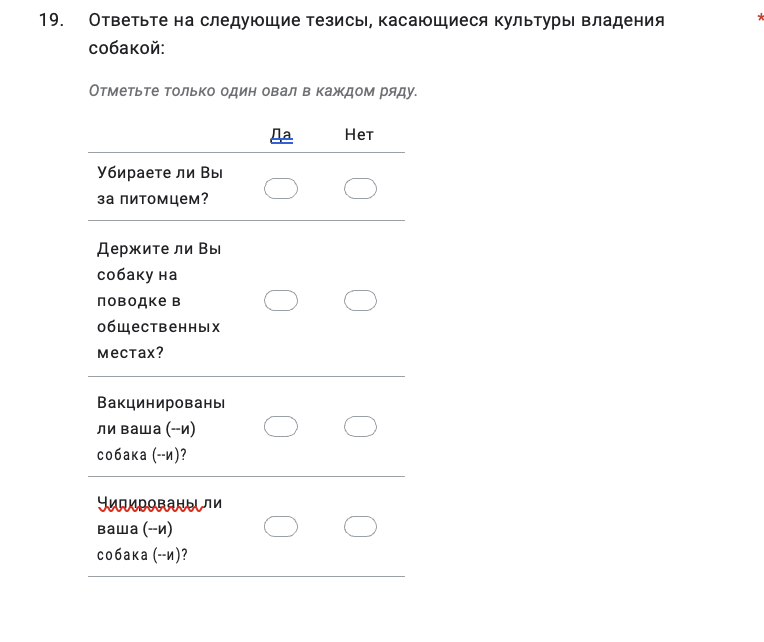 19. Ответьте на следующие тезисы, касающиеся культуры владения *
собакой:
Отметьте только один овал в каждом ряду.
Да Нет
Убираете ли Вы
за питомцем?
Держите ли Вы
собаку на
поводке в
общественных
местах?
Вакцинированы
ли ваша (--и)
собака (--и)?
Чипированы ли
ваша (--и)
собака (--и)?